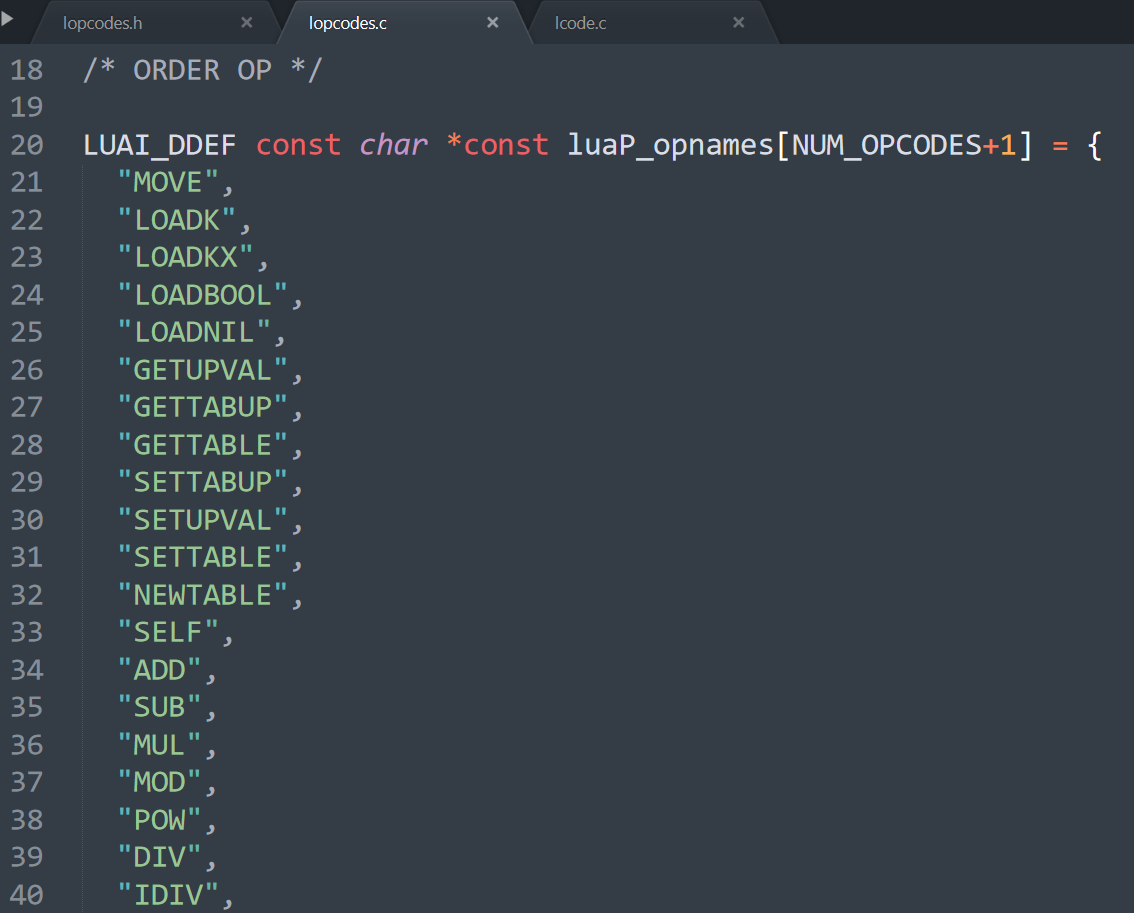 lopcodes.h × lopcodes.c × lcode.c ×
18 /* ORDER OP */
19
20 LUAI_DDEF const char *const luaP_opnames[NUM_OPCODES+1] = {
21 "MOVE",
22 "LOADK",
23 "LOADKX",
24 "LOADBOOL",
25 "LOADNIL",
26 "GETUPVAL",
27 "GETTABUP",
28 "GETTABLE",
29 "SETTABUP",
30 "SETUPVAL",
31 "SETTABLE",
32 "NEWTABLE",
33 "SELF",
34 "ADD",
35 "SUB",
36 "MUL",
37 "MOD",
38 "POW",
39 "DIV",
40 "IDIV",